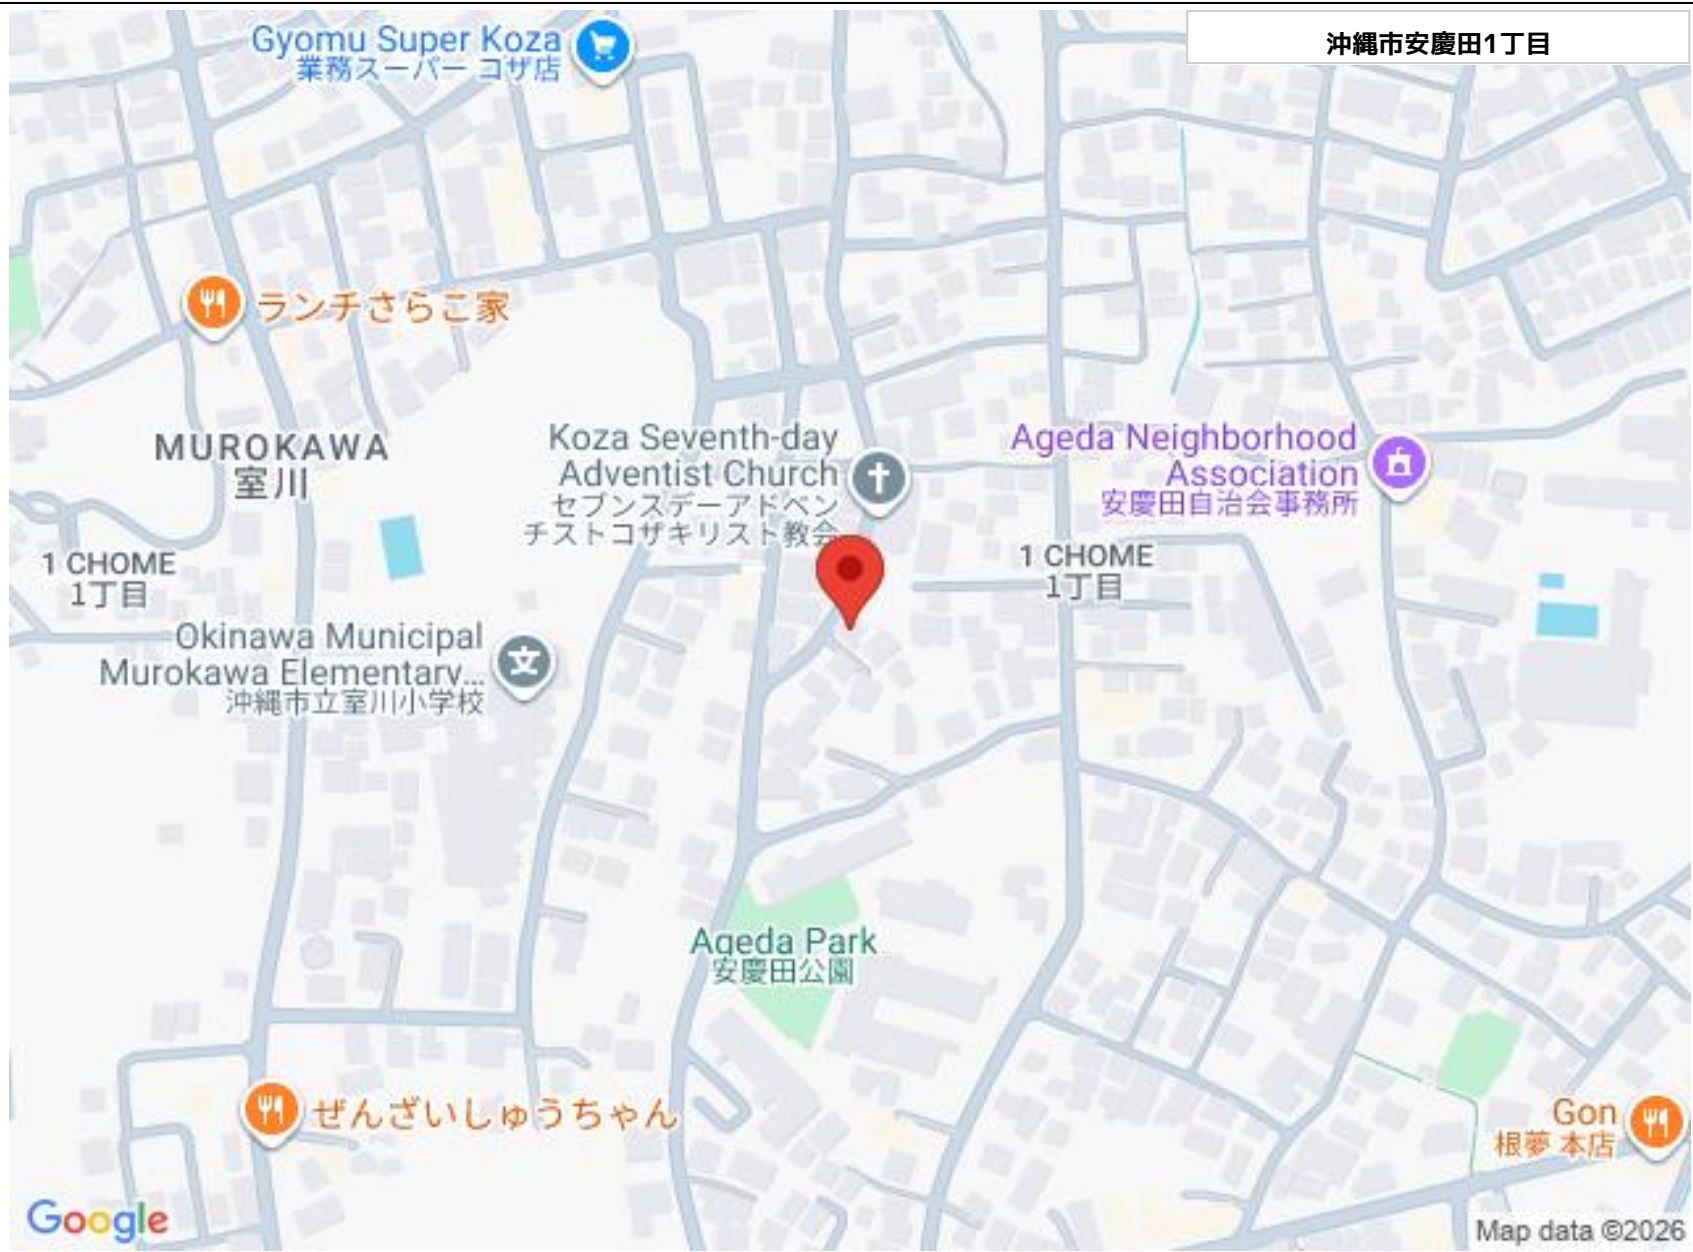 沖縄市安慶田1丁目
Gyomu Super Koza
業務スーパー コザ店
ランチさらこ家
MUROKAWA
室川
Koza Seventh-day
Adventist Church
セブンスデーアドベン
チストコザキリスト教会
Ageda Neighborhood
Association
安慶田自治会事務所
1 CHOME
1丁目
1 CHOME
1丁目
Okinawa Municipal
Murokawa Elementary...
沖縄市立室川小学校
Ageda Park
安慶田公園
ぜんざいしゅうちゃん
Gon
根夢 本店
Google
Map data ©2026